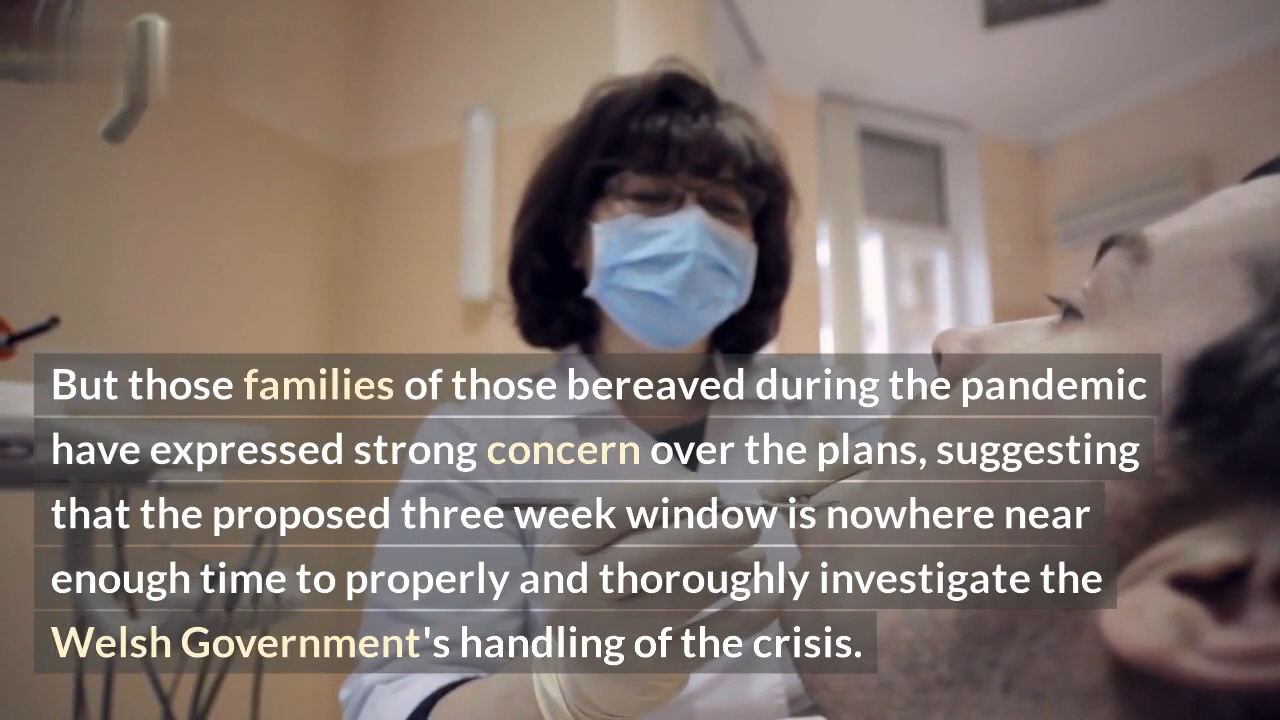 But those families of those bereaved during the pandemic
have expressed strong concern over the plans, suggesting
that the proposed three week window is nowhere near
enough time to properly and thoroughly investigate the
Welsh Government's handling of the crisis.